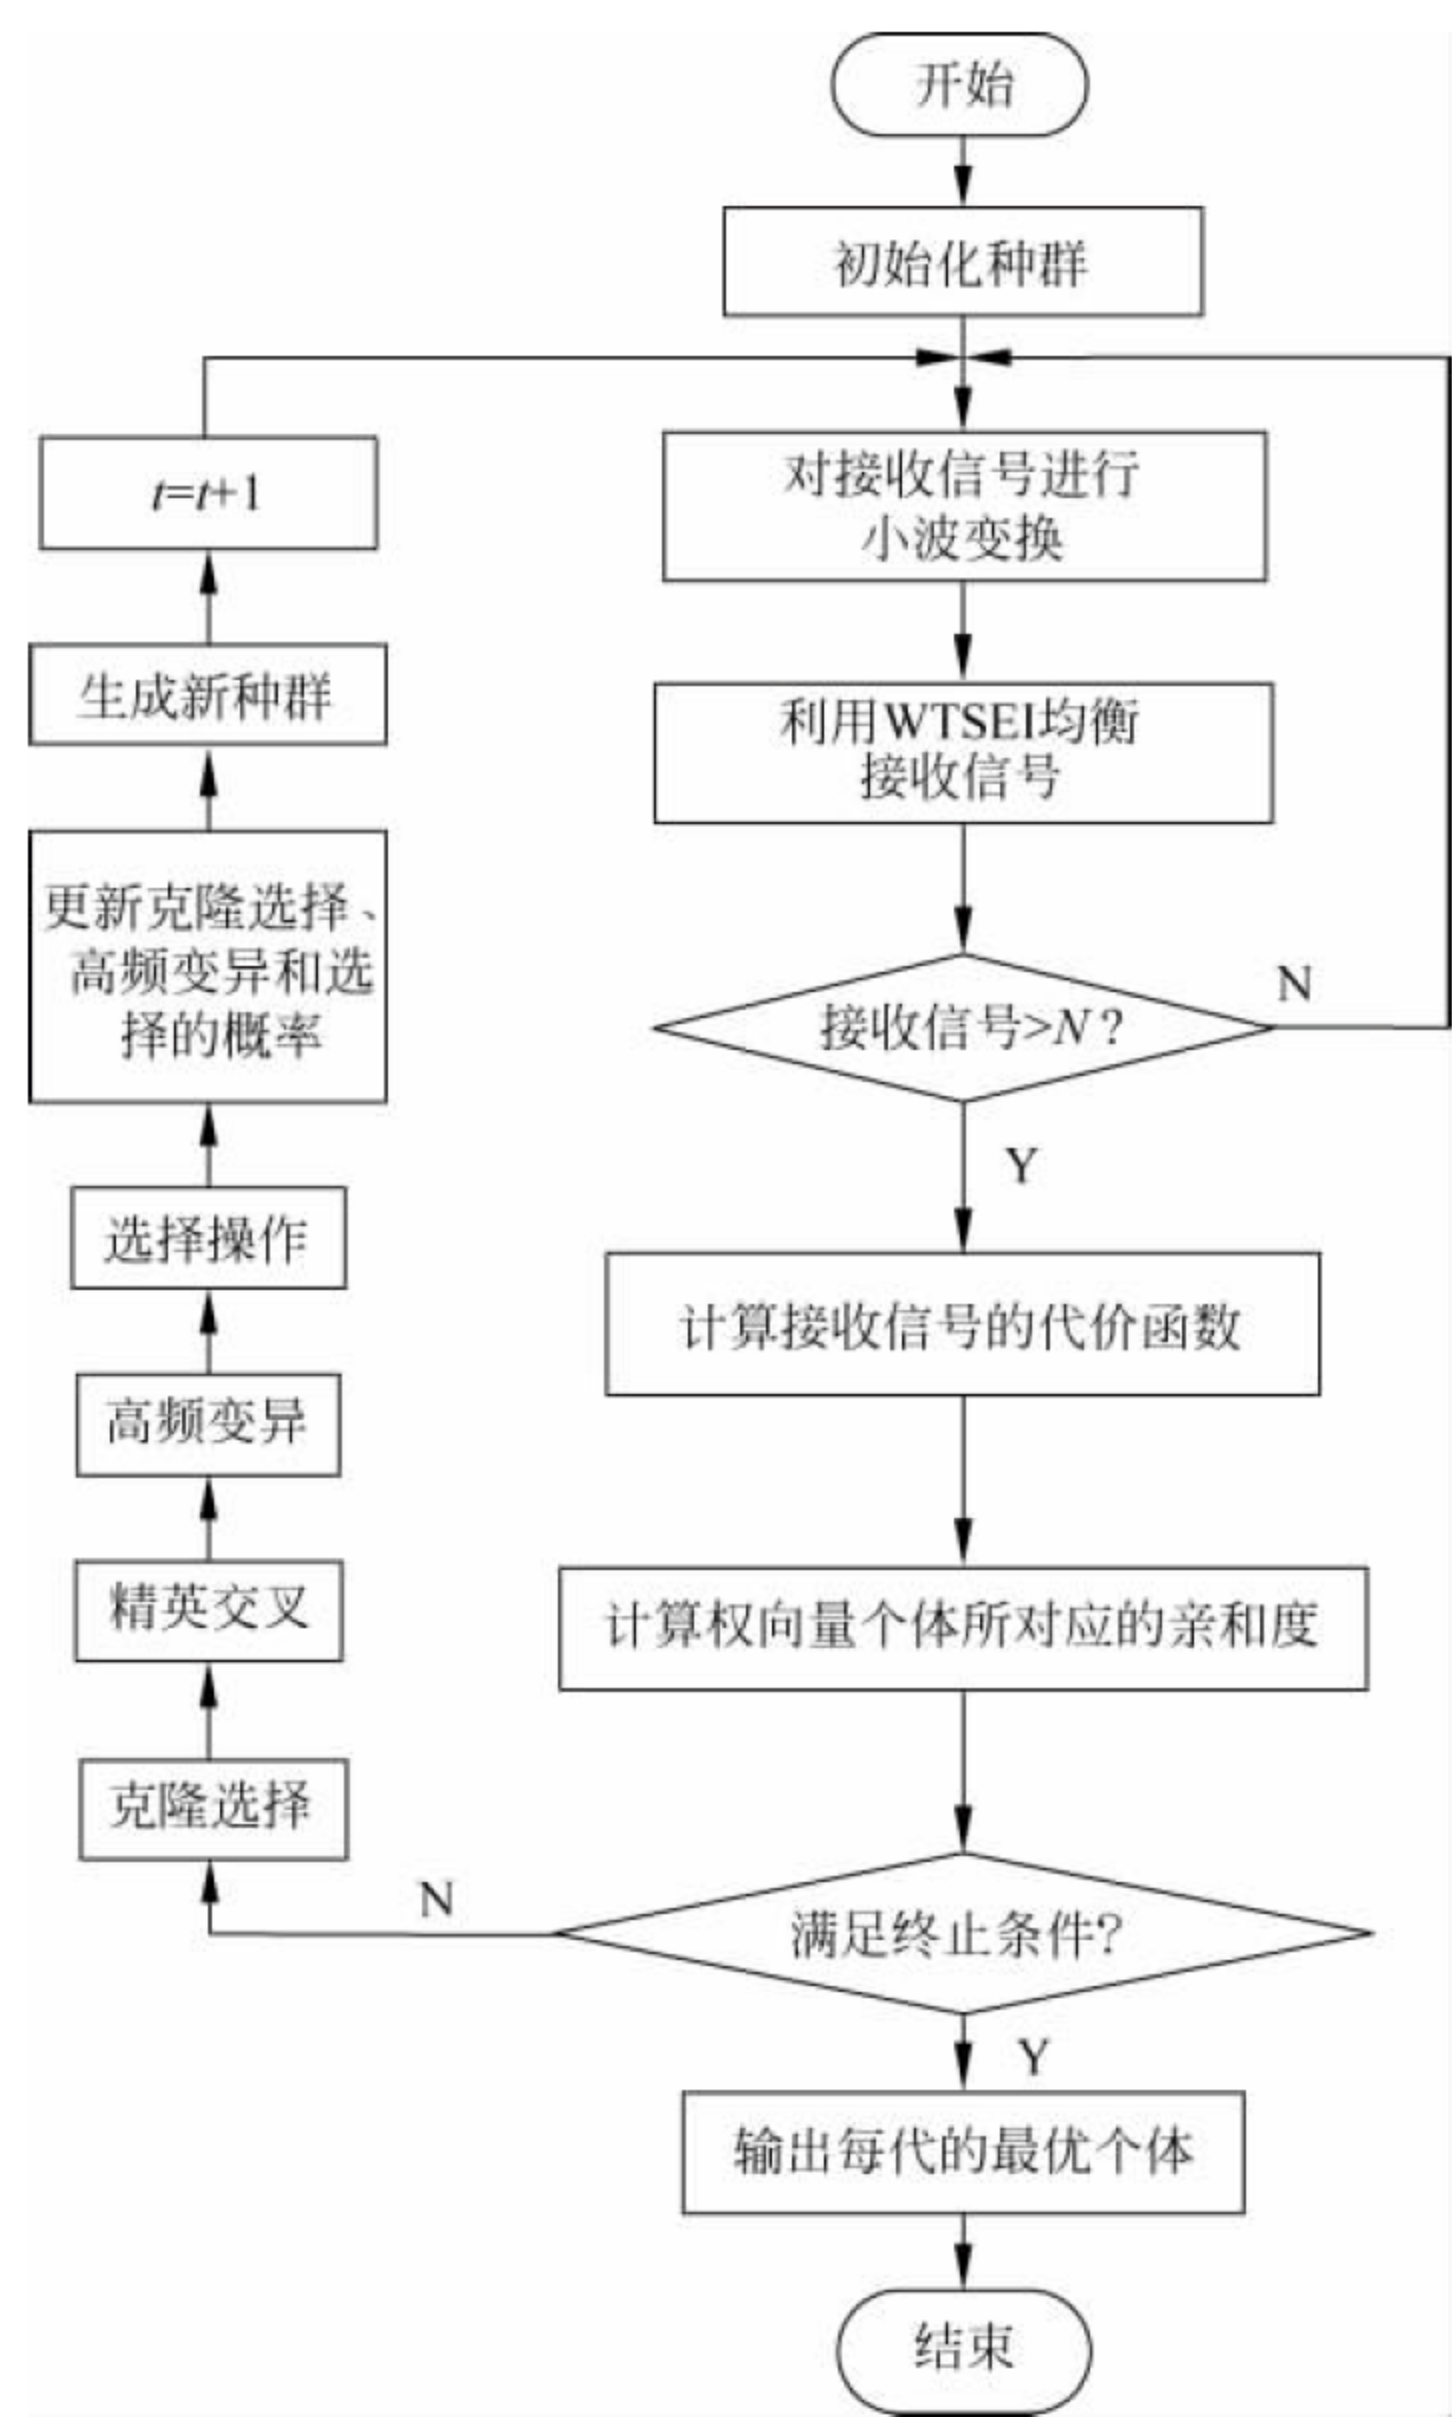 开始
初始化种群
对接收信号进行
小波变换
利用WTSEI均衡
接收信号
接收信号>N?
N
Y
计算接收信号的代价函数
计算权向量个体所对应的亲和度
满足终止条件?
N
Y
输出每代的最优个体
结束
克隆选择
精英交叉
高频变异
选择操作
更新克隆选择、
高频变异和选
择的概率
生成新种群
t=t+1